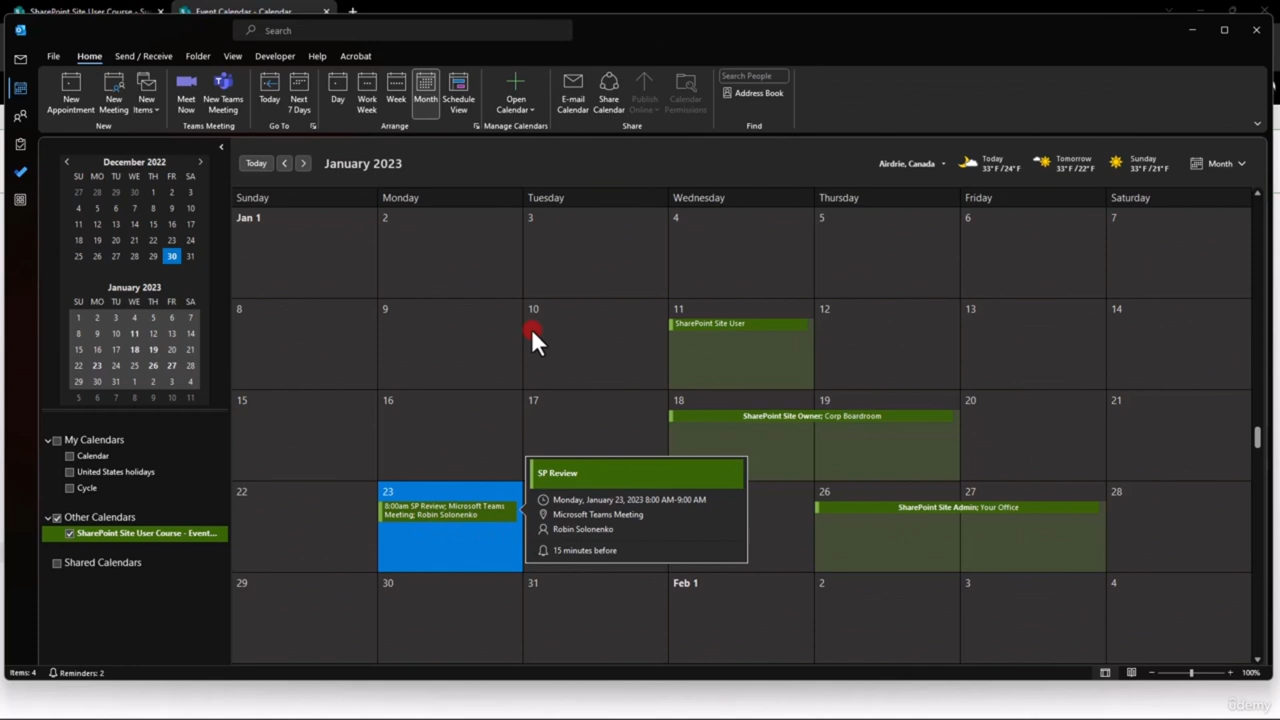 SharePoint Site User Course - Su...
Event Calendar - Calendar
Search
File Home Send / Receive Folder View Developer Help Acrobat
New Appointment
New Meeting
New Items
Meet Now
New Teams Meeting
Today
Next 7 Days
Day
Work Week
Week
Month
Schedule View
Open Calendar
E-mail Calendar
Share Calendar
Publish Online
Calendar Permissions
Search People
Address Book
New
Teams Meeting
Go To
Arrange
Manage Calendars
Share
Find
December 2022
SU MO TU WE TH FR SA
27 28 29 30 1 2 3
4 5 6 7 8 9 10
11 12 13 14 15 16 17
18 19 20 21 22 23 24
25 26 27 28 29 30 31
January 2023
SU MO TU WE TH FR SA
1 2 3 4 5 6 7
8 9 10 11 12 13 14
15 16 17 18 19 20 21
22 23 24 25 26 27 28
29 30 31 1 2 3 4
5 6 7 8 9 10 11
My Calendars
Calendar
United States holidays
Cycle
Other Calendars
SharePoint Site User Course - Event...
Shared Calendars
Today
January 2023
Airdrie, Canada
Today
33° F / 24° F
Tomorrow
33° F / 22° F
Sunday
33° F / 21° F
Month
Sunday Monday Tuesday Wednesday Thursday Friday Saturday
Jan 1 2 3 4 5 6 7
8 9 10 11 12 13 14
SharePoint Site User
15 16 17 18 19 20 21
SharePoint Site Owner; Corp Boardroom
SP Review
Monday, January 23, 2023 8:00 AM-9:00 AM
Microsoft Teams Meeting
Robin Solonenko
15 minutes before
22 23 26 27 28
8:00am SP Review; Microsoft Teams
Meeting; Robin Solonenko
SharePoint Site Admin; Your Office
29 30 31 Feb 1 2 3 4
Items: 4
Reminders: 2
100%
udemy